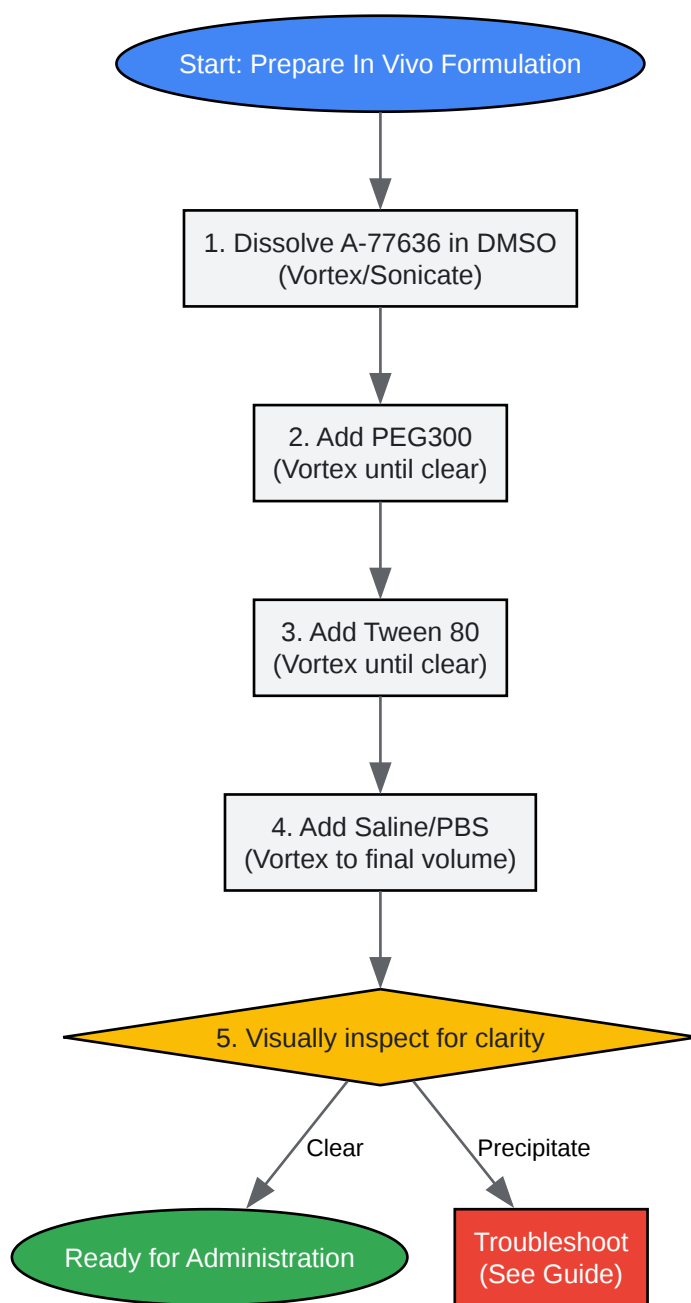 Start: Prepare In Vivo Formulation
1. Dissolve A-77636 in DMSO
(Vortex/Sonicate)
2. Add PEG300
(Vortex until clear)
3. Add Tween 80
(Vortex until clear)
4. Add Saline/PBS
(Vortex to final volume)
5. Visually inspect for clarity
Clear
Precipitate
Ready for Administration
Troubleshoot
(See Guide)